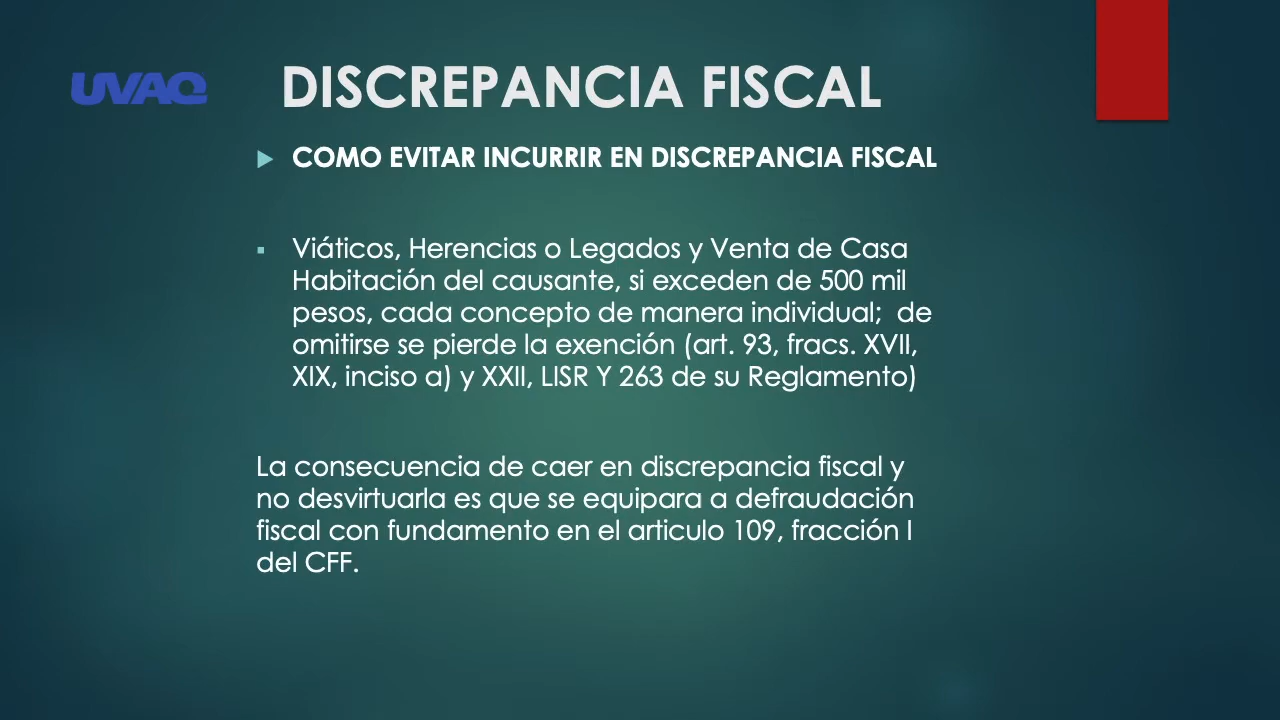 UVAQ
DISCREPANCIA FISCAL
COMO EVITAR INCURRIR EN DISCREPANCIA FISCAL
Viáticos, Herencias o Legados y Venta de Casa
Habitación del causante, si exceden de 500 mil
pesos, cada concepto de manera individual; de
omitirse se pierde la exención (art. 93, fracs. XVII,
XIX, inciso a) y XXII, LISR Y 263 de su Reglamento)
La consecuencia de caer en discrepancia fiscal y
no desvirtuarla es que se equipara a defraudación
fiscal con fundamento en el articulo 109, fracción I
del CFF.